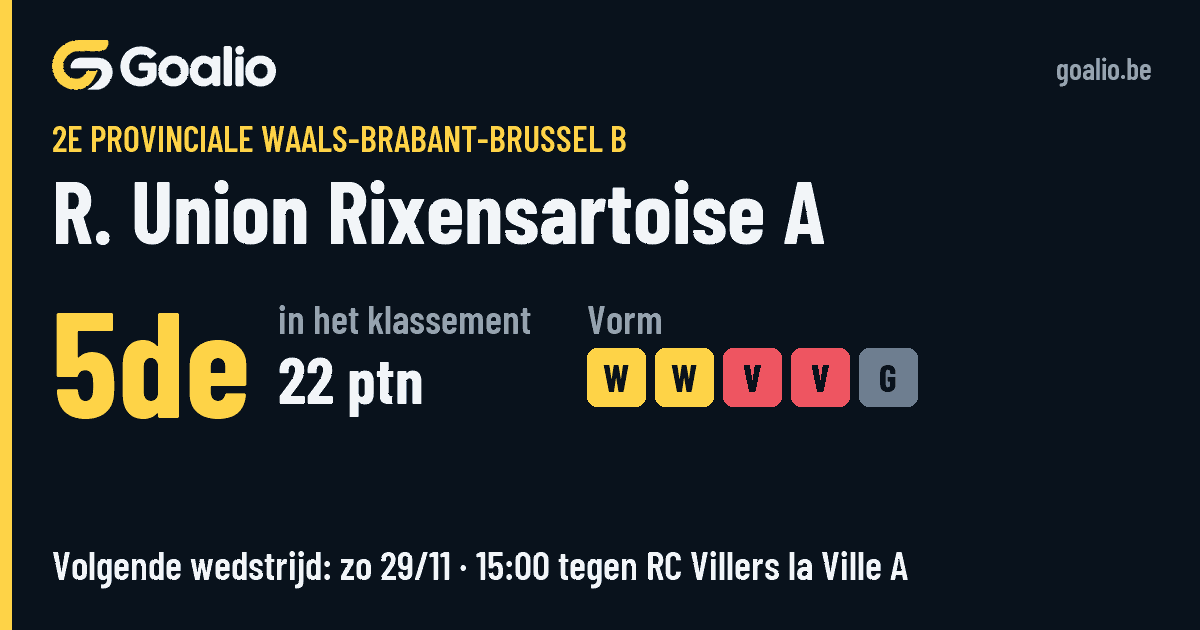 Goalio
goalio.be
2E PROVINCIALE WAALS-BRABANT-BRUSSEL B
R. Union Rixensartoise A
5de
in het klassement
22 ptn
Vorm
W W V V G
Volgende wedstrijd: zo 29/11 · 15:00 tegen RC Villers la Ville A